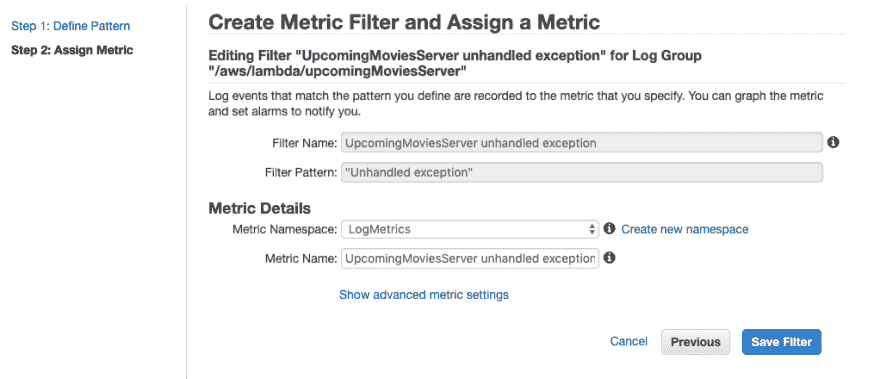 Step 1: Define Pattern
Step 2: Assign Metric
Create Metric Filter and Assign a Metric
Editing Filter "UpcomingMoviesServer unhandled exception" for Log Group
"/aws/lambda/upcomingMoviesServer"
Log events that match the pattern you define are recorded to the metric that you specify. You can graph the metric
and set alarms to notify you.
Filter Name: UpcomingMoviesServer unhandled exception
Filter Pattern: "Unhandled exception"
Metric Details
Metric Namespace: LogMetrics Create new namespace
Metric Name: UpcomingMoviesServer unhandled exception
Show advanced metric settings
Cancel Previous Save Filter